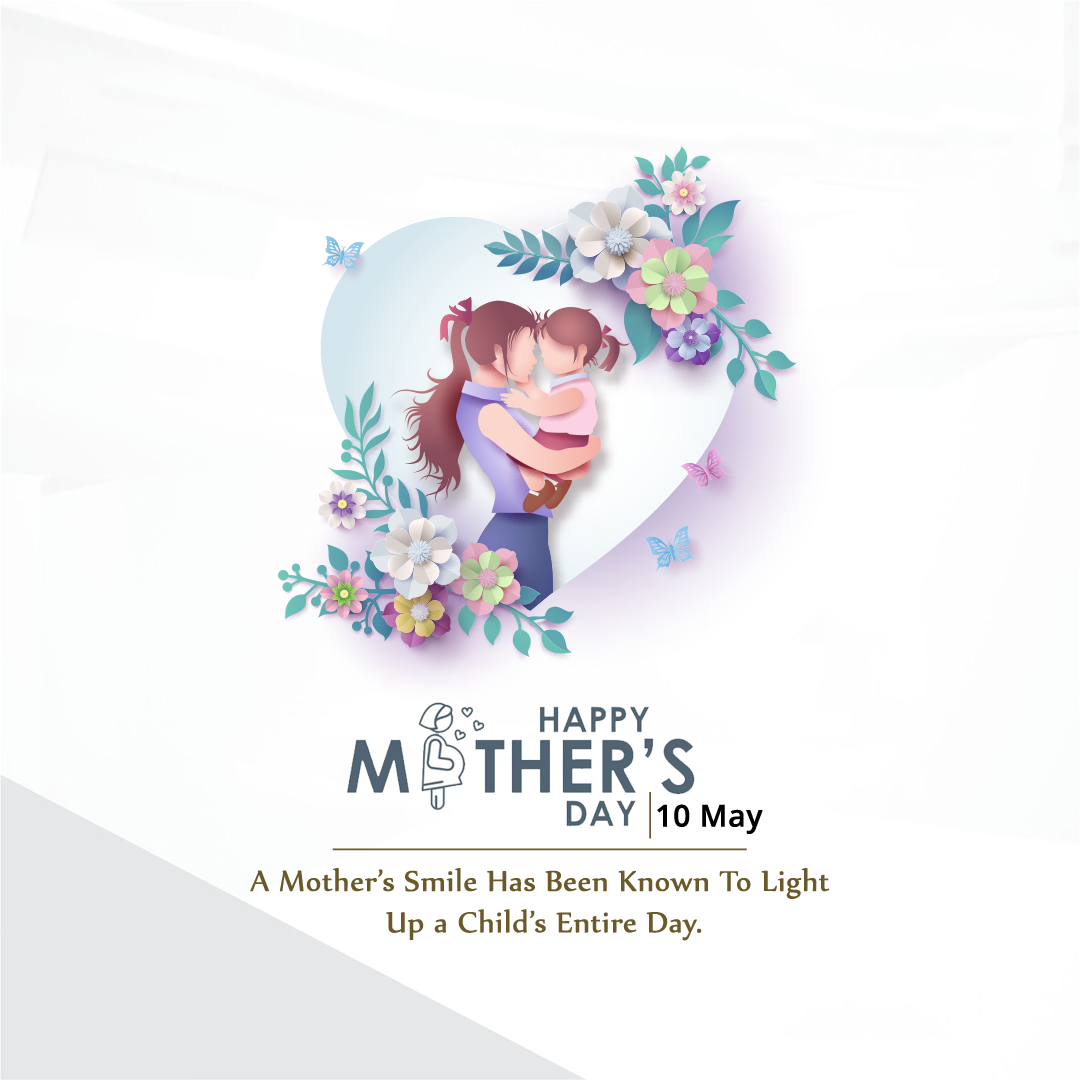 HAPPY
MOTHER'S
DAY 10 May
A Mother's Smile Has Been Known To Light
Up a Child's Entire Day.